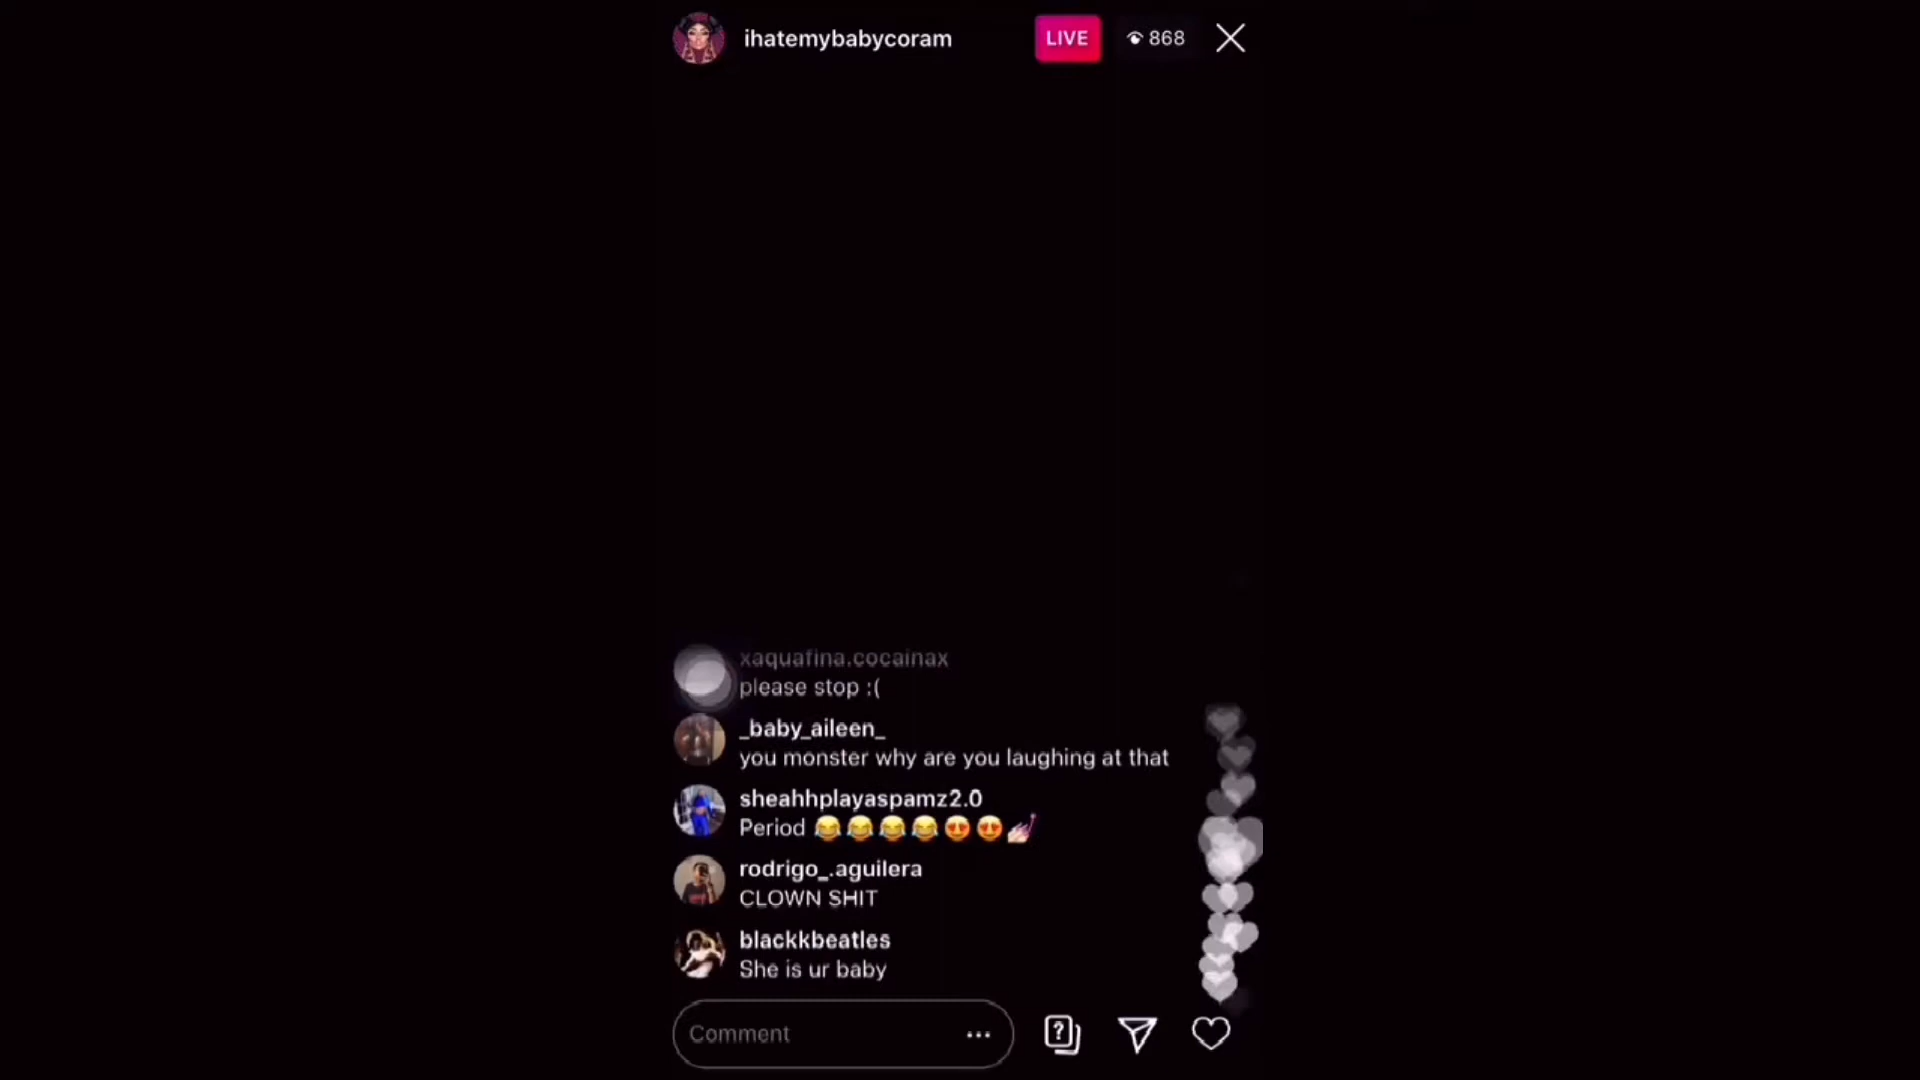 ihatemybabycoram
LIVE
868
xaquafina.cocainax
please stop :(
_baby_aileen_
you monster why are you laughing at that
sheahhplayaspamz2.0
Period 😂😂😂😂😍😍💅🏻
rodrigo_.aguilera
CLOWN SHIT
blackkbeatles
She is ur baby
Comment